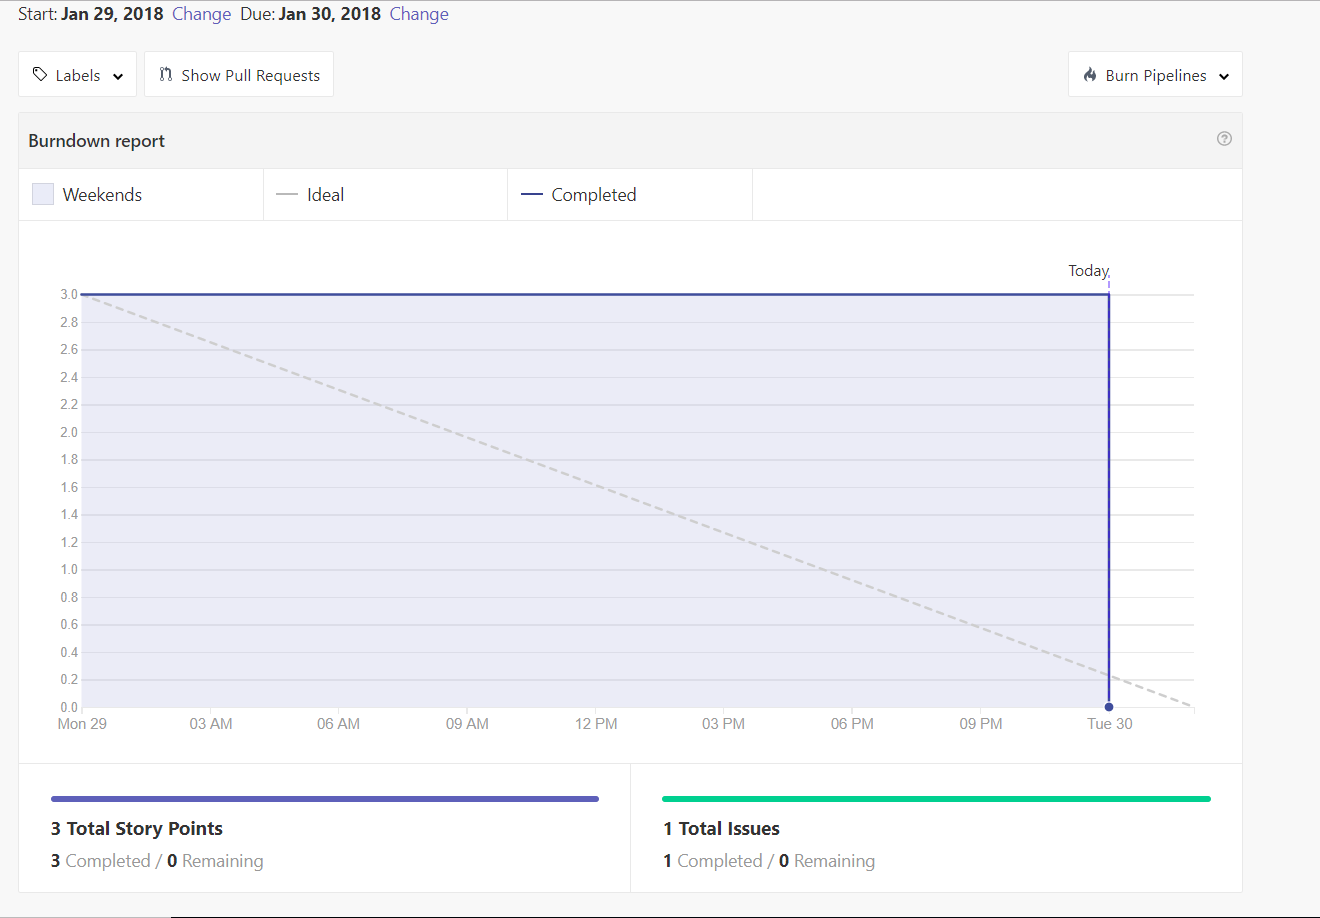 Start: Jan 29, 2018 Change Due: Jan 30, 2018 Change
Labels Show Pull Requests Burn Pipelines
Burndown report ?
Weekends Ideal Completed
Today
3.0
2.8
2.6
2.4
2.2
2.0
1.8
1.6
1.4
1.2
1.0
0.8
0.6
0.4
0.2
0.0
Mon 29 03 AM 06 AM 09 AM 12 PM 03 PM 06 PM 09 PM Tue 30
3 Total Story Points
3 Completed / 0 Remaining
1 Total Issues
1 Completed / 0 Remaining